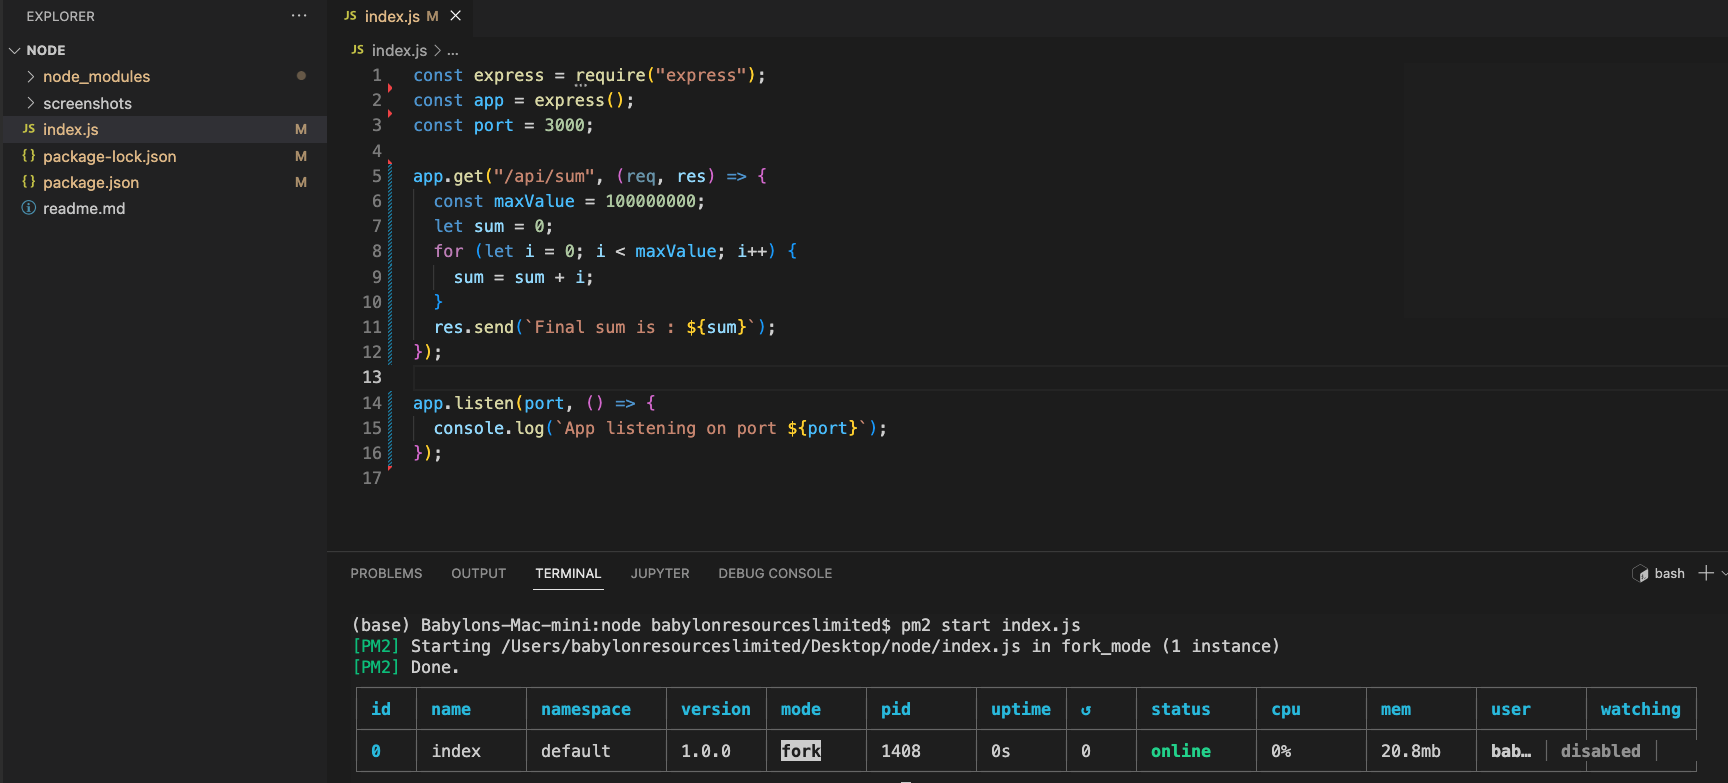 EXPLORER ...
NODE
node_modules
screenshots
JS index.js M
{} package-lock.json M
{} package.json M
readme.md
JS index.js M ×
JS index.js > ...
1 const express = require("express");
2 const app = express();
3 const port = 3000;
4
5 app.get("/api/sum", (req, res) => {
6 const maxValue = 100000000;
7 let sum = 0;
8 for (let i = 0; i < maxValue; i++) {
9 sum = sum + i;
10 }
11 res.send(`Final sum is : ${sum}`);
12 });
13
14 app.listen(port, () => {
15 console.log(`App listening on port ${port}`);
16 });
17
PROBLEMS OUTPUT TERMINAL JUPYTER DEBUG CONSOLE bash +
(base) Babylons-Mac-mini:node babylonresourceslimited$ pm2 start index.js
[PM2] Starting /Users/babylonresourceslimited/Desktop/node/index.js in fork_mode (1 instance)
[PM2] Done.
id name namespace version mode pid uptime ↺ status cpu mem user watching
0 index default 1.0.0 fork 1408 0s 0 online 0% 20.8mb bab… disabled